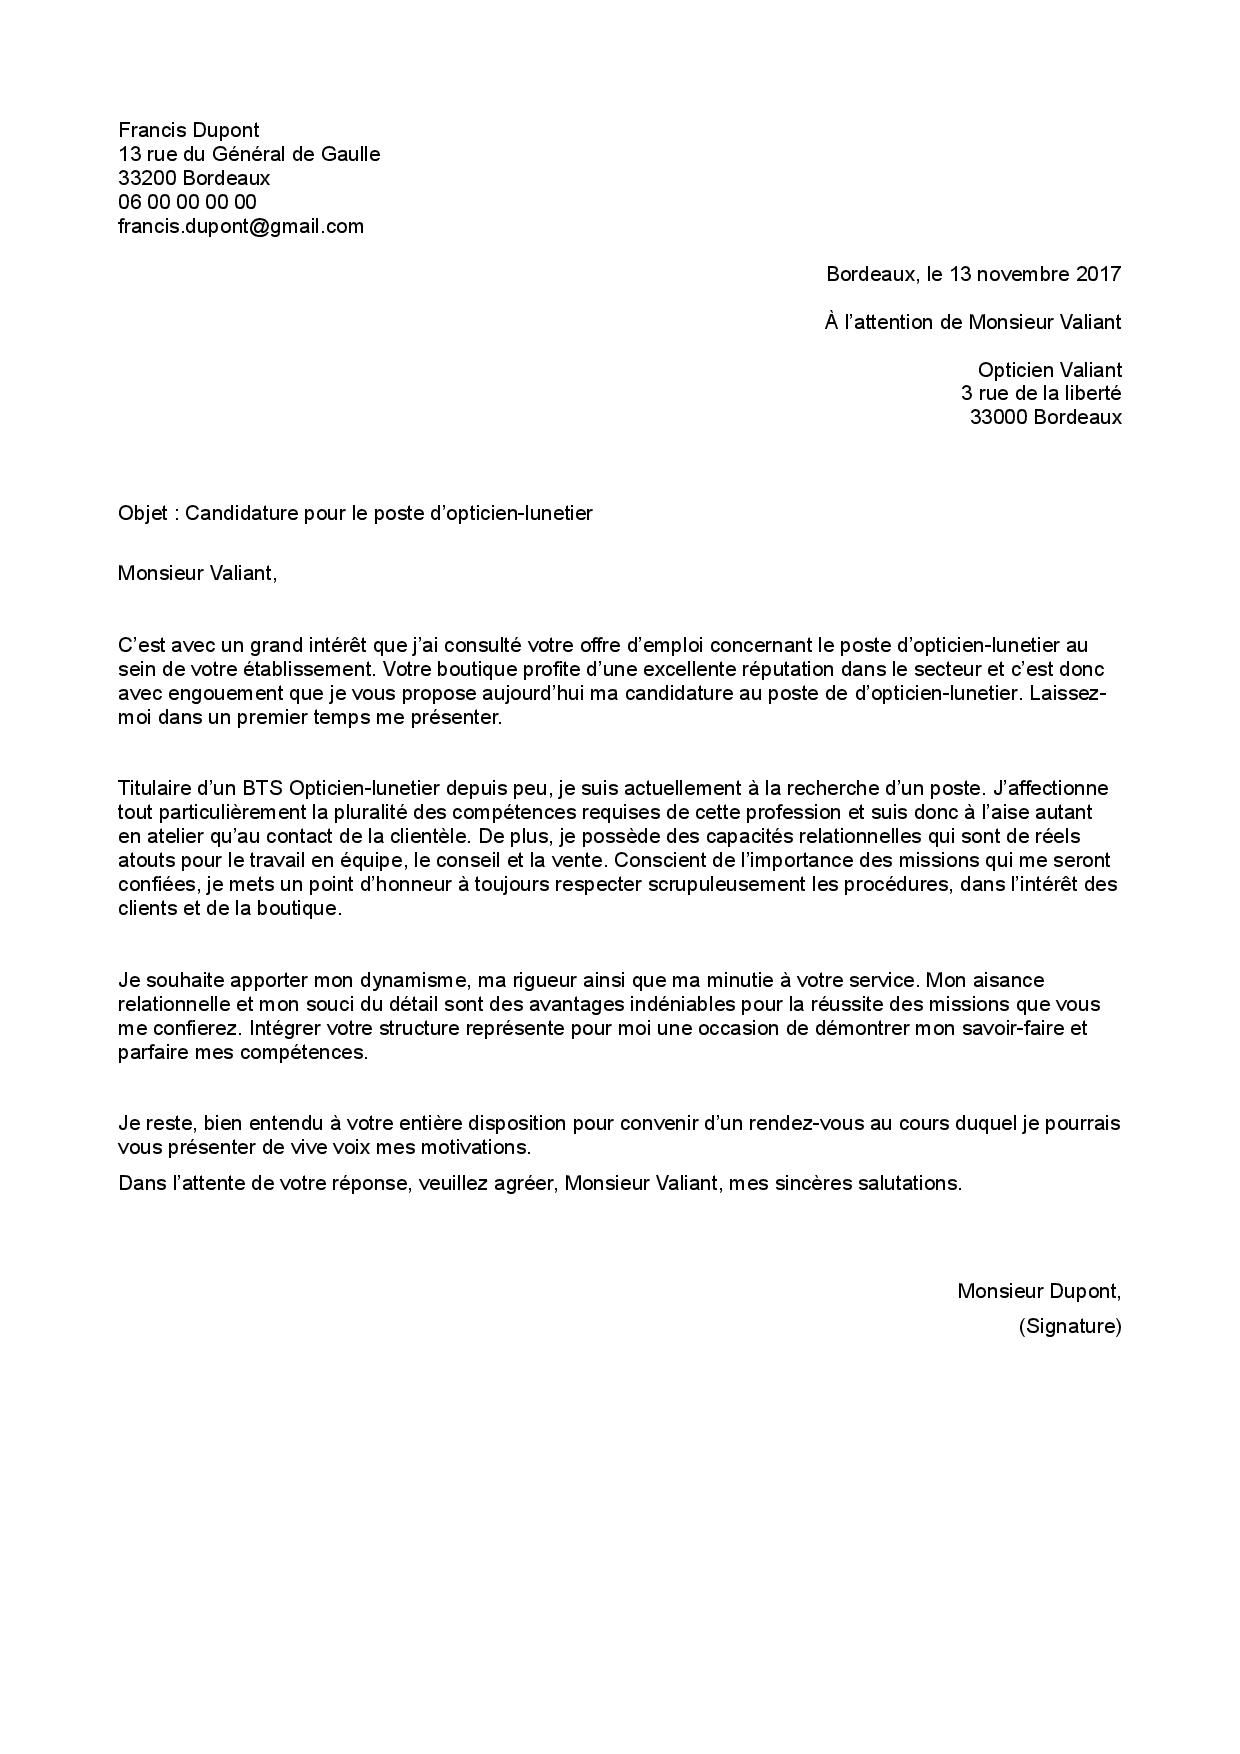 Francis Dupont
13 rue du Général de Gaulle
33200 Bordeaux
06 00 00 00 00
francis.dupont@gmail.com
Bordeaux, le 13 novembre 2017
À l’attention de Monsieur Valiant
Opticien Valiant
3 rue de la liberté
33000 Bordeaux
Objet : Candidature pour le poste d’opticien-lunetier
Monsieur Valiant,
C’est avec un grand intérêt que j’ai consulté votre offre d’emploi concernant le poste d’opticien-lunetier au
sein de votre établissement. Votre boutique profite d’une excellente réputation dans le secteur et c’est donc
avec engouement que je vous propose aujourd’hui ma candidature au poste de d’opticien-lunetier. Laissez-
moi dans un premier temps me présenter.
Titulaire d’un BTS Opticien-lunetier depuis peu, je suis actuellement à la recherche d’un poste. J’affectionne
tout particulièrement la pluralité des compétences requises de cette profession et suis donc à l’aise autant
en atelier qu’au contact de la clientèle. De plus, je possède des capacités relationnelles qui sont de réels
atouts pour le travail en équipe, le conseil et la vente. Conscient de l’importance des missions qui me seront
confiées, je mets un point d’honneur à toujours respecter scrupuleusement les procédures, dans l’intérêt des
clients et de la boutique.
Je souhaite apporter mon dynamisme, ma rigueur ainsi que ma minutie à votre service. Mon aisance
relationnelle et mon souci du détail sont des avantages indéniables pour la réussite des missions que vous
me confierez. Intégrer votre structure représente pour moi une occasion de démontrer mon savoir-faire et
parfaire mes compétences.
Je reste, bien entendu à votre entière disposition pour convenir d’un rendez-vous au cours duquel je pourrais
vous présenter de vive voix mes motivations.
Dans l’attente de votre réponse, veuillez agréer, Monsieur Valiant, mes sincères salutations.
Monsieur Dupont,
(Signature)